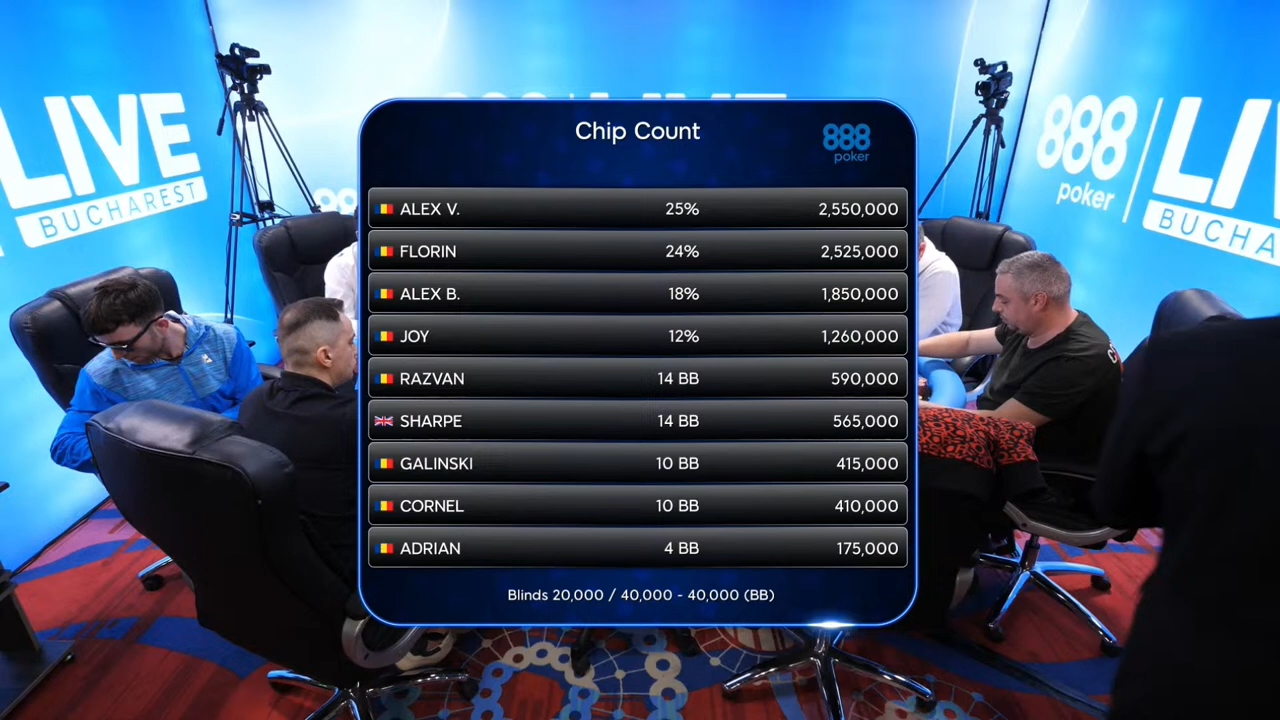 LIVE
BUCHAREST
888
poker
LI
BUCHA
Chip Count
888
poker
ALEX V. 25% 2,550,000
FLORIN 24% 2,525,000
ALEX B. 18% 1,850,000
JOY 12% 1,260,000
RAZVAN 14 BB 590,000
SHARPE 14 BB 565,000
GALINSKI 10 BB 415,000
CORNEL 10 BB 410,000
ADRIAN 4 BB 175,000
Blinds 20,000 / 40,000 - 40,000 (BB)